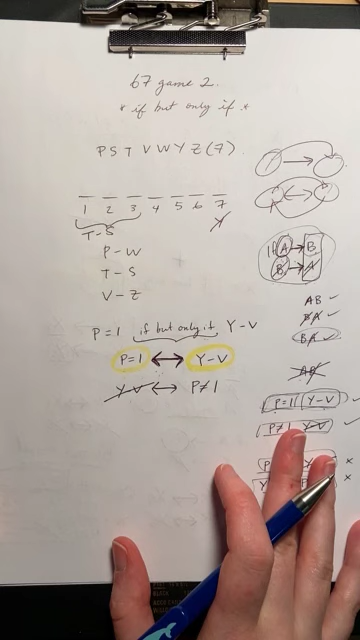 67 game 2.
* if but only if *
P S T V W Y Z (7)
1 2 3 4 5 6 7
Y
T - S
P - W
T - S
V - Z
P = 1 if but only if Y - V
P = 1 ↔ Y - V
Y V ↔ P ≠ 1
A → B
B → A
AB ✓
BA ✓
BA ✓
AB
P = 1 Y - V ✓
P ≠ 1 Y V ✓
P x
Y x